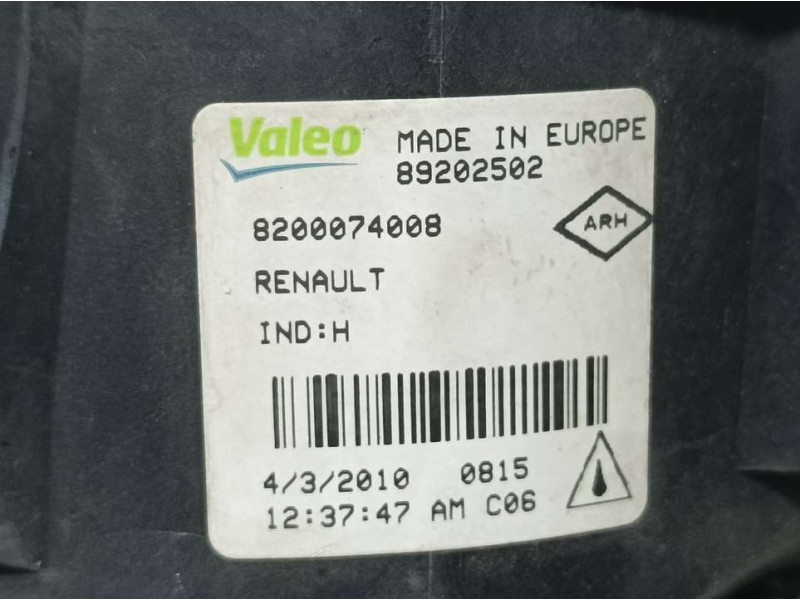 Valeo MADE IN EUROPE
89202502
8200074008
ARH
RENAULT
IND:H
4/3/2010 0815
12:37:47 AM C06